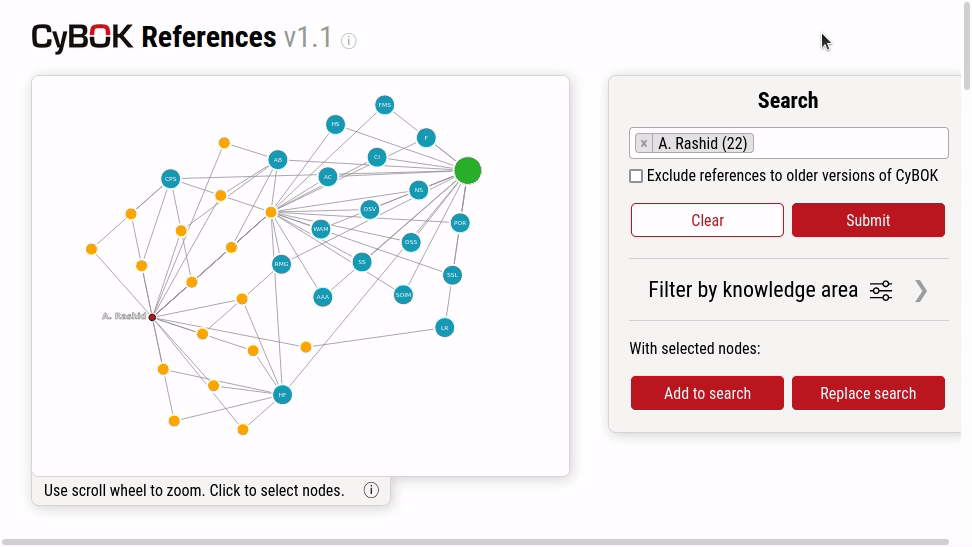 CyBOK References v1.1 ⓘ
FMS
HS
F
AB
CI
CPS
AC
NS
OSV
POR
WAM
OSS
SS
RMG
SSL
AAA
SOIM
A. Rashid
LR
HF
Use scroll wheel to zoom. Click to select nodes. ⓘ
Search
× A. Rashid (22)
Exclude references to older versions of CyBOK
Clear
Submit
Filter by knowledge area ❯
With selected nodes:
Add to search
Replace search